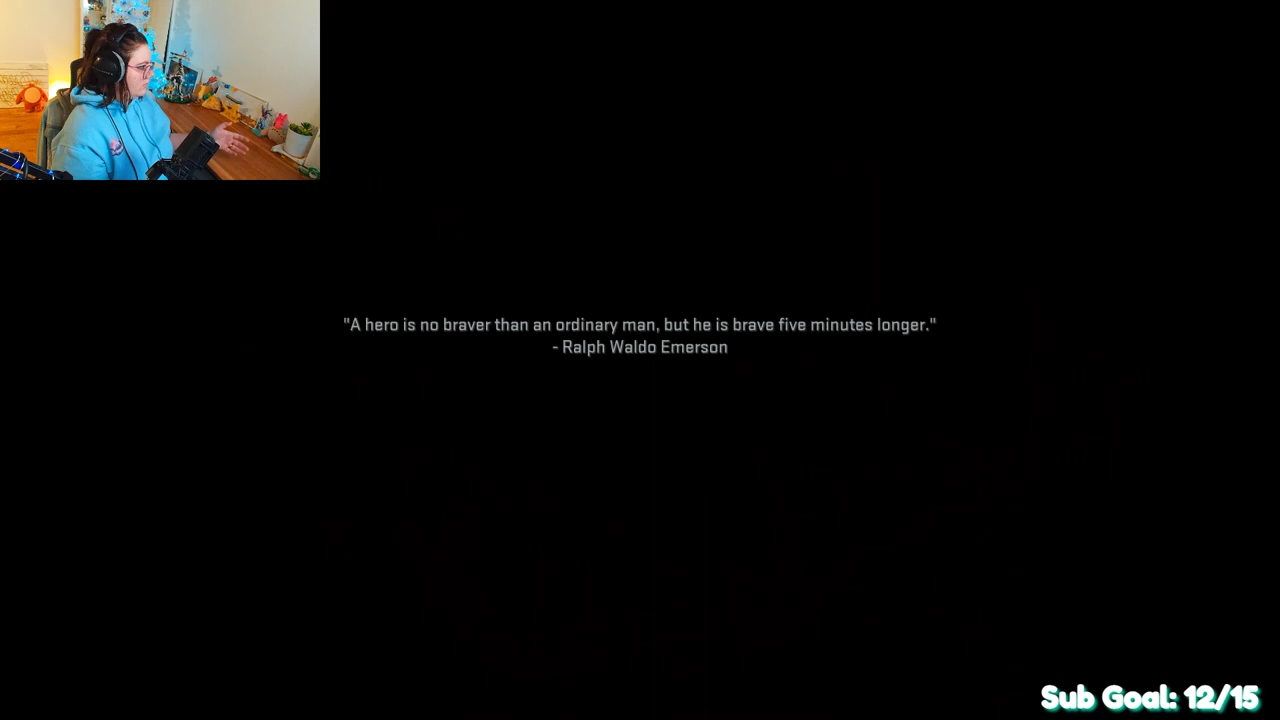 "A hero is no braver than an ordinary man, but he is brave five minutes longer."
- Ralph Waldo Emerson
Sub Goal: 12/15